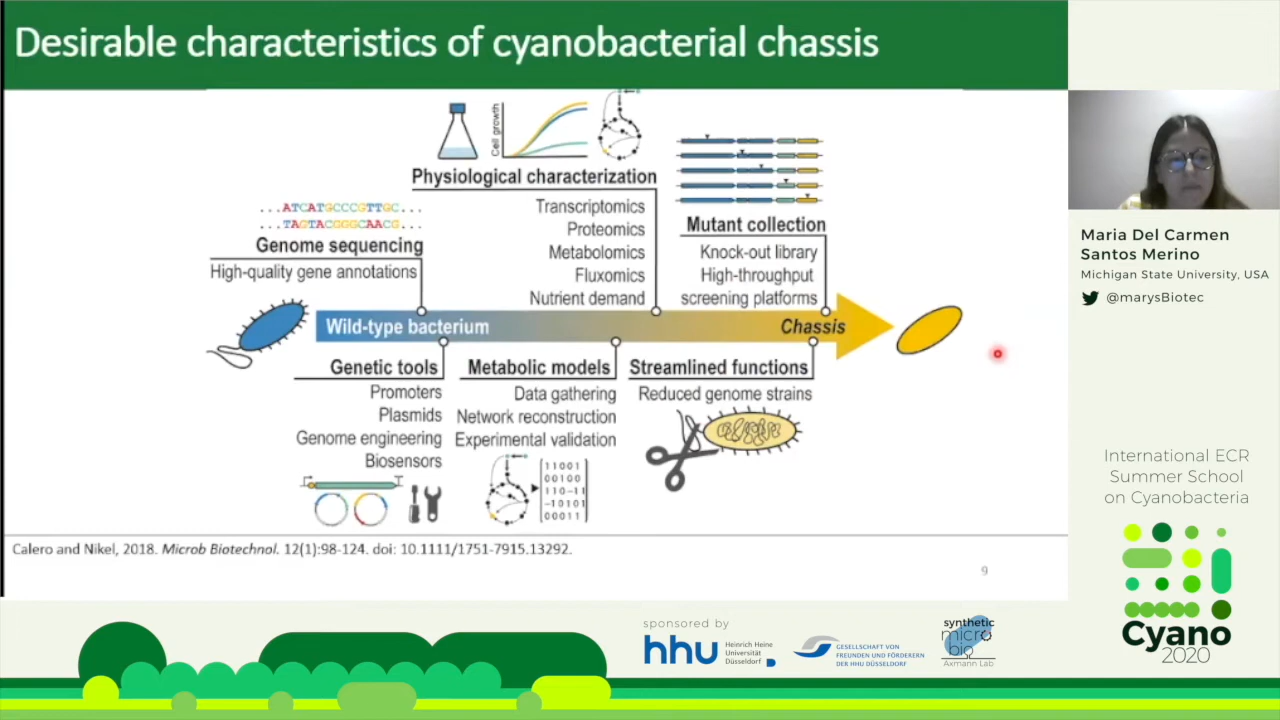 Desirable characteristics of cyanobacterial chassis
Cell growth
Physiological characterization
Transcriptomics
Proteomics
Metabolomics
Fluxomics
Nutrient demand
...ATCATGCCCGTTGC...
...TAGTACGGGCAACG...
Genome sequencing
High-quality gene annotations
Mutant collection
Knock-out library
High-throughput
screening platforms
Wild-type bacterium
Chassis
Genetic tools
Promoters
Plasmids
Genome engineering
Biosensors
Metabolic models
Data gathering
Network reconstruction
Experimental validation
11001
00100
110-11
-10101
00011
Streamlined functions
Reduced genome strains
Calero and Nikel, 2018. Microb Biotechnol. 12(1):98-124. doi: 10.1111/1751-7915.13292.
9
Maria Del Carmen
Santos Merino
Michigan State University, USA
@marysBiotec
International ECR
Summer School
on Cyanobacteria
Cyano
2020
sponsored by
hhu
Heinrich Heine
Universität
Düsseldorf
GESELLSCHAFT VON
FREUNDEN UND FÖRDERERN
DER HHU DÜSSELDORF
synthetic
micro
bio
Axmann Lab